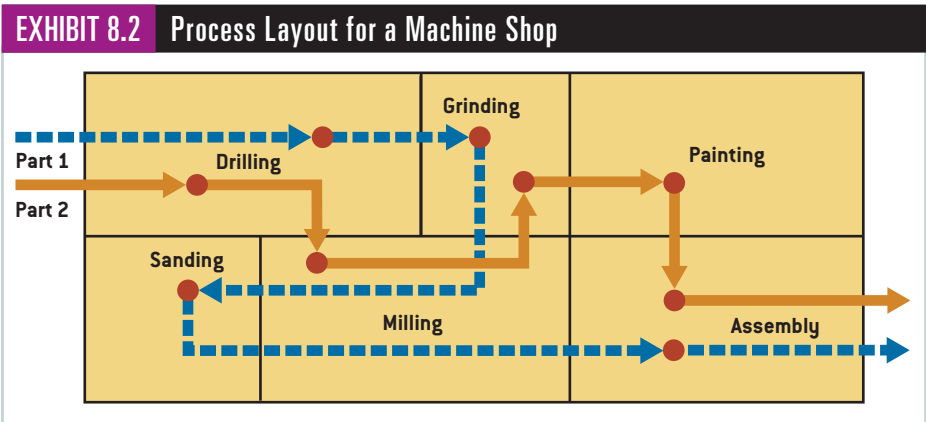 EXHIBIT 8.2 Process Layout for a Machine Shop
Grinding
Part 1
Drilling
Painting
Part 2
Sanding
Milling
Assembly